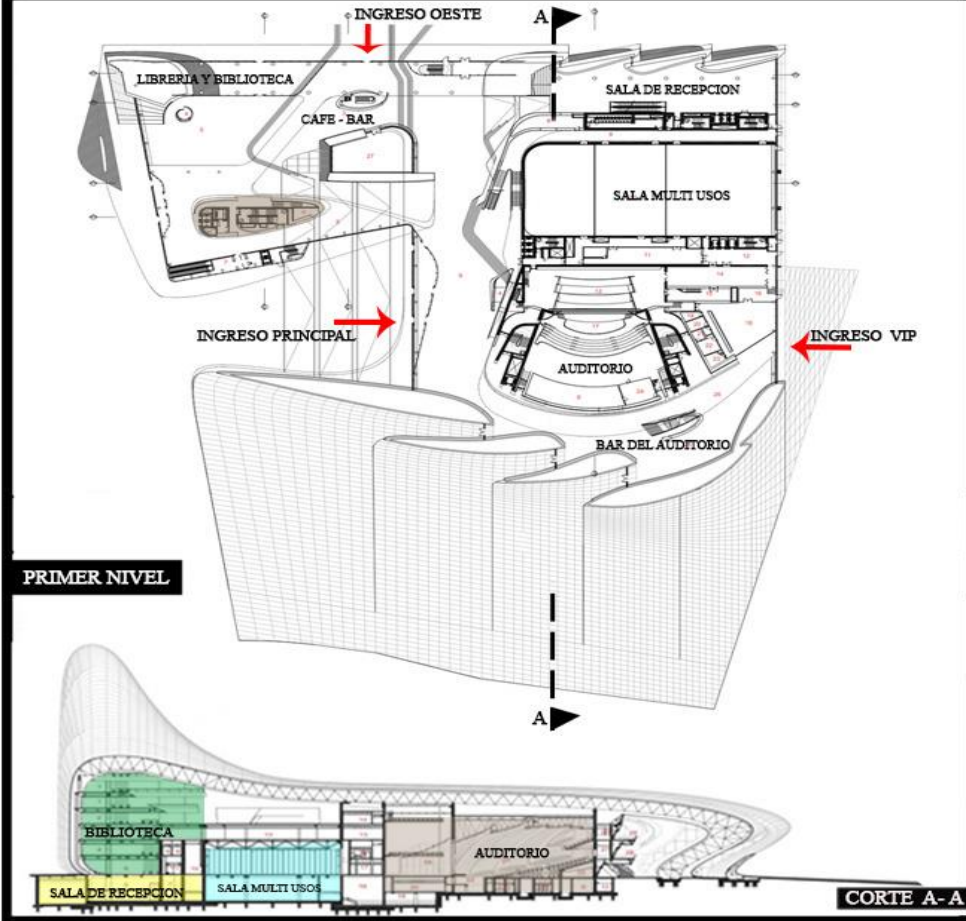 INGRESO OESTE
A
LIBRERIA Y BIBLIOTECA
SALA DE RECEPCION
CAFE - BAR
27
SALA MULTI USOS
INGRESO PRINCIPAL
INGRESO VIP
AUDITORIO
BAR DEL AUDITORIO
PRIMER NIVEL
A
BIBLIOTECA
AUDITORIO
SALA DE RECEPCION
SALA MULTI USOS
CORTE A-A